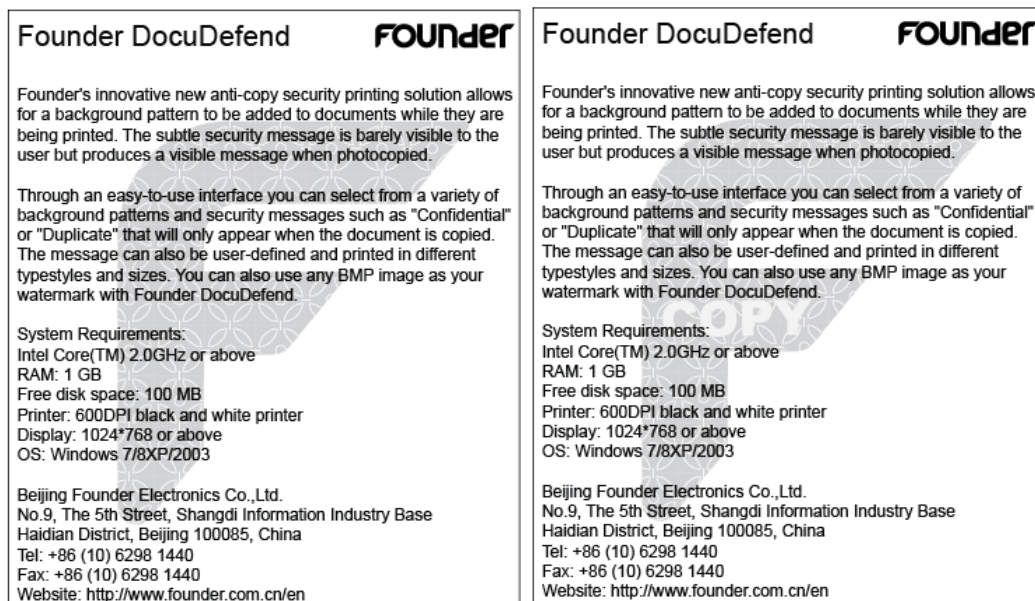 Founder DocuDefend
FOUNDER
Founder's innovative new anti-copy security printing solution allows
for a background pattern to be added to documents while they are
being printed. The subtle security message is barely visible to the
user but produces a visible message when photocopied.
Through an easy-to-use interface you can select from a variety of
background patterns and security messages such as "Confidential"
or "Duplicate" that will only appear when the document is copied.
The message can also be user-defined and printed in different
typestyles and sizes. You can also use any BMP image as your
watermark with Founder DocuDefend.
System Requirements:
Intel Core(TM) 2.0GHz or above
RAM: 1 GB
Free disk space: 100 MB
Printer: 600DPI black and white printer
Display: 1024*768 or above
OS: Windows 7/8XP/2003
Beijing Founder Electronics Co.,Ltd.
No.9, The 5th Street, Shangdi Information Industry Base
Haidian District, Beijing 100085, China
Tel: +86 (10) 6298 1440
Fax: +86 (10) 6298 1440
Website: http://www.founder.com.cn/en
Founder DocuDefend
FOUNDER
Founder's innovative new anti-copy security printing solution allows
for a background pattern to be added to documents while they are
being printed. The subtle security message is barely visible to the
user but produces a visible message when photocopied.
Through an easy-to-use interface you can select from a variety of
background patterns and security messages such as "Confidential"
or "Duplicate" that will only appear when the document is copied.
The message can also be user-defined and printed in different
typestyles and sizes. You can also use any BMP image as your
watermark with Founder DocuDefend.
COPY
System Requirements:
Intel Core(TM) 2.0GHz or above
RAM: 1 GB
Free disk space: 100 MB
Printer: 600DPI black and white printer
Display: 1024*768 or above
OS: Windows 7/8XP/2003
Beijing Founder Electronics Co.,Ltd.
No.9, The 5th Street, Shangdi Information Industry Base
Haidian District, Beijing 100085, China
Tel: +86 (10) 6298 1440
Fax: +86 (10) 6298 1440
Website: http://www.founder.com.cn/en